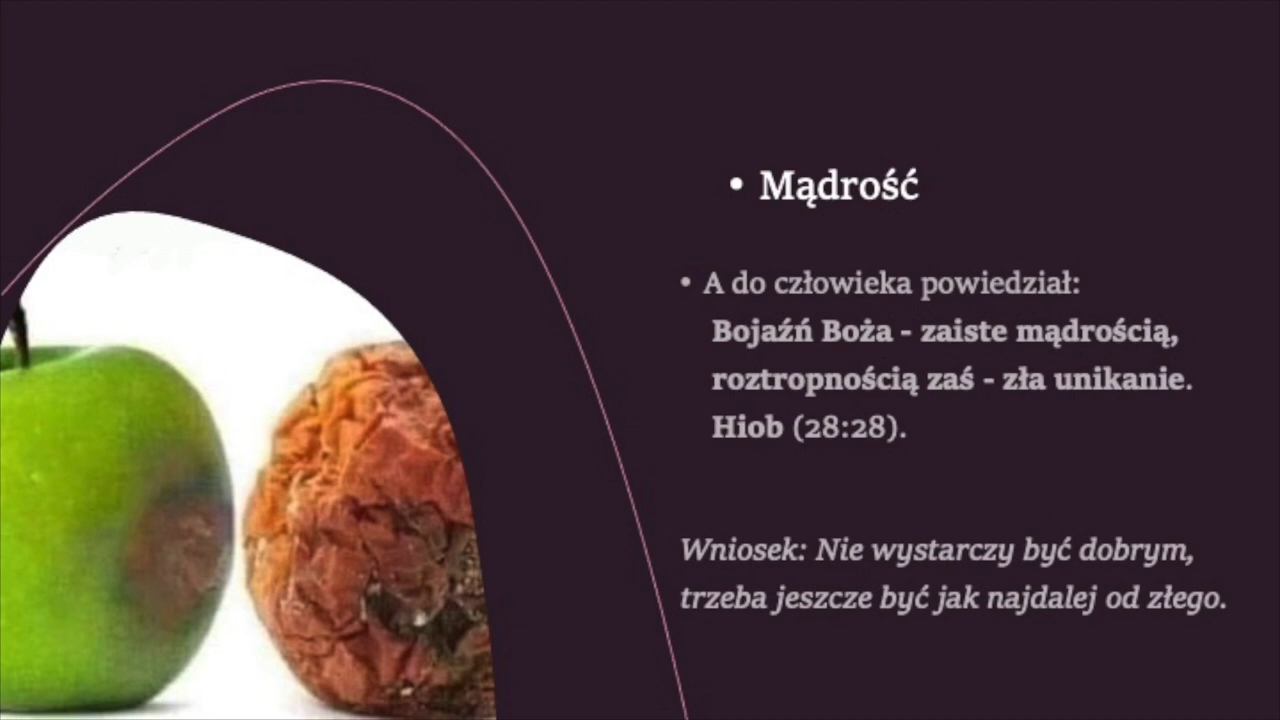 • Mądrość
• A do człowieka powiedział:
Bojaźń Boża - zaiste mądrością,
roztropnością zaś - zła unikanie.
Hiob (28:28).
Wniosek: Nie wystarczy być dobrym,
trzeba jeszcze być jak najdalej od złego.